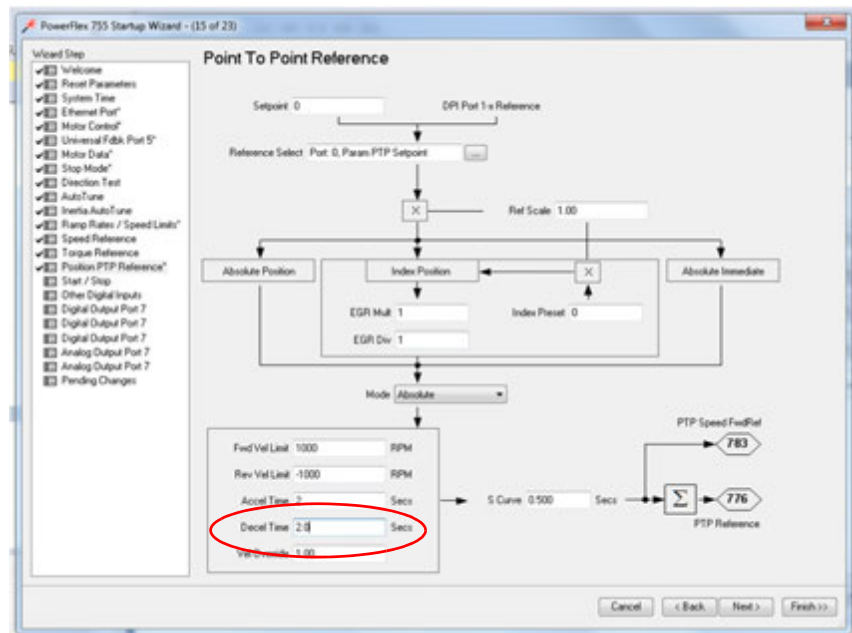 PowerFlex 755 Startup Wizard - (15 of 23)
Wizard Step
Welcome
Reset Parameters
System Time
Ethernet Port*
Motor Control*
Universal Fdbk Port 5*
Motor Data*
Stop Mode*
Direction Test
AutoTune
Inertia AutoTune
Ramp Rates / Speed Limits*
Speed Reference
Torque Reference
Position PTP Reference*
Start / Stop
Other Digital Inputs
Digital Output Port 7
Digital Output Port 7
Digital Output Port 7
Analog Output Port 7
Analog Output Port 7
Pending Changes
Point To Point Reference
Setpoint 0 DPI Port 1-x Reference
Reference Select Port: 0, Param PTP Setpoint ...
X Ref Scale 1.00
Absolute Position Index Position X Absolute Immediate
EGR Mult 1 Index Preset 0
EGR Div 1
Mode Absolute
PTP Speed FwdRef
783
Fwd Vel Limit 1000 RPM
Rev Vel Limit -1000 RPM
Accel Time 2 Secs S Curve 0.500 Secs Σ 776
Decel Time 2.0 Secs PTP Reference
Vel Override 1.00
Cancel < Back Next > Finish >>